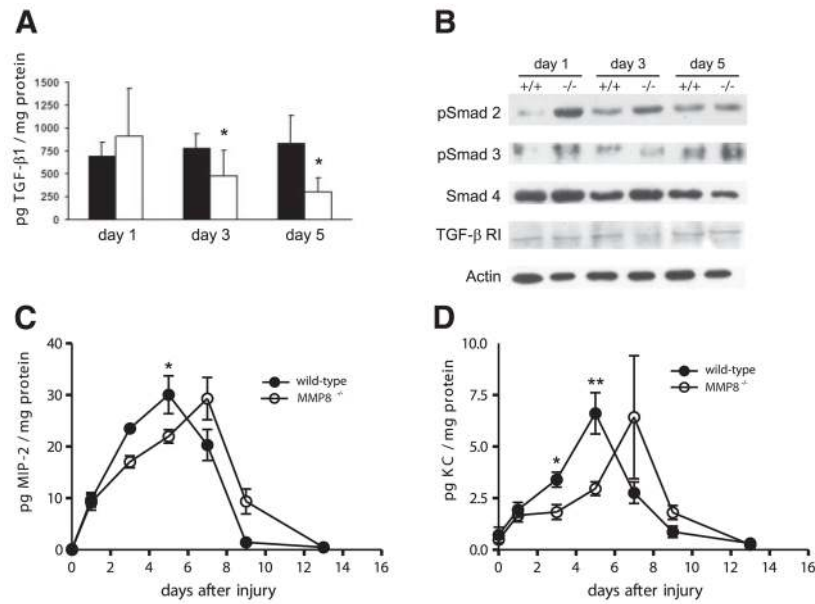 A
pg TGF-β1 / mg protein
1500
1250
1000
750
500
250
0
*
*
day 1
day 3
day 5
B
day 1 day 3 day 5
+/+ -/- +/+ -/- +/+ -/-
pSmad 2
pSmad 3
Smad 4
TGF-β RI
Actin
C
pg MIP-2 / mg protein
40
30
20
10
0
*
wild-type
MMP8 -/-
0 2 4 6 8 10 12 14 16
days after injury
D
pg KC / mg protein
10.0
7.5
5.0
2.5
0.0
*
**
wild-type
MMP8 -/-
0 2 4 6 8 10 12 14 16
days after injury